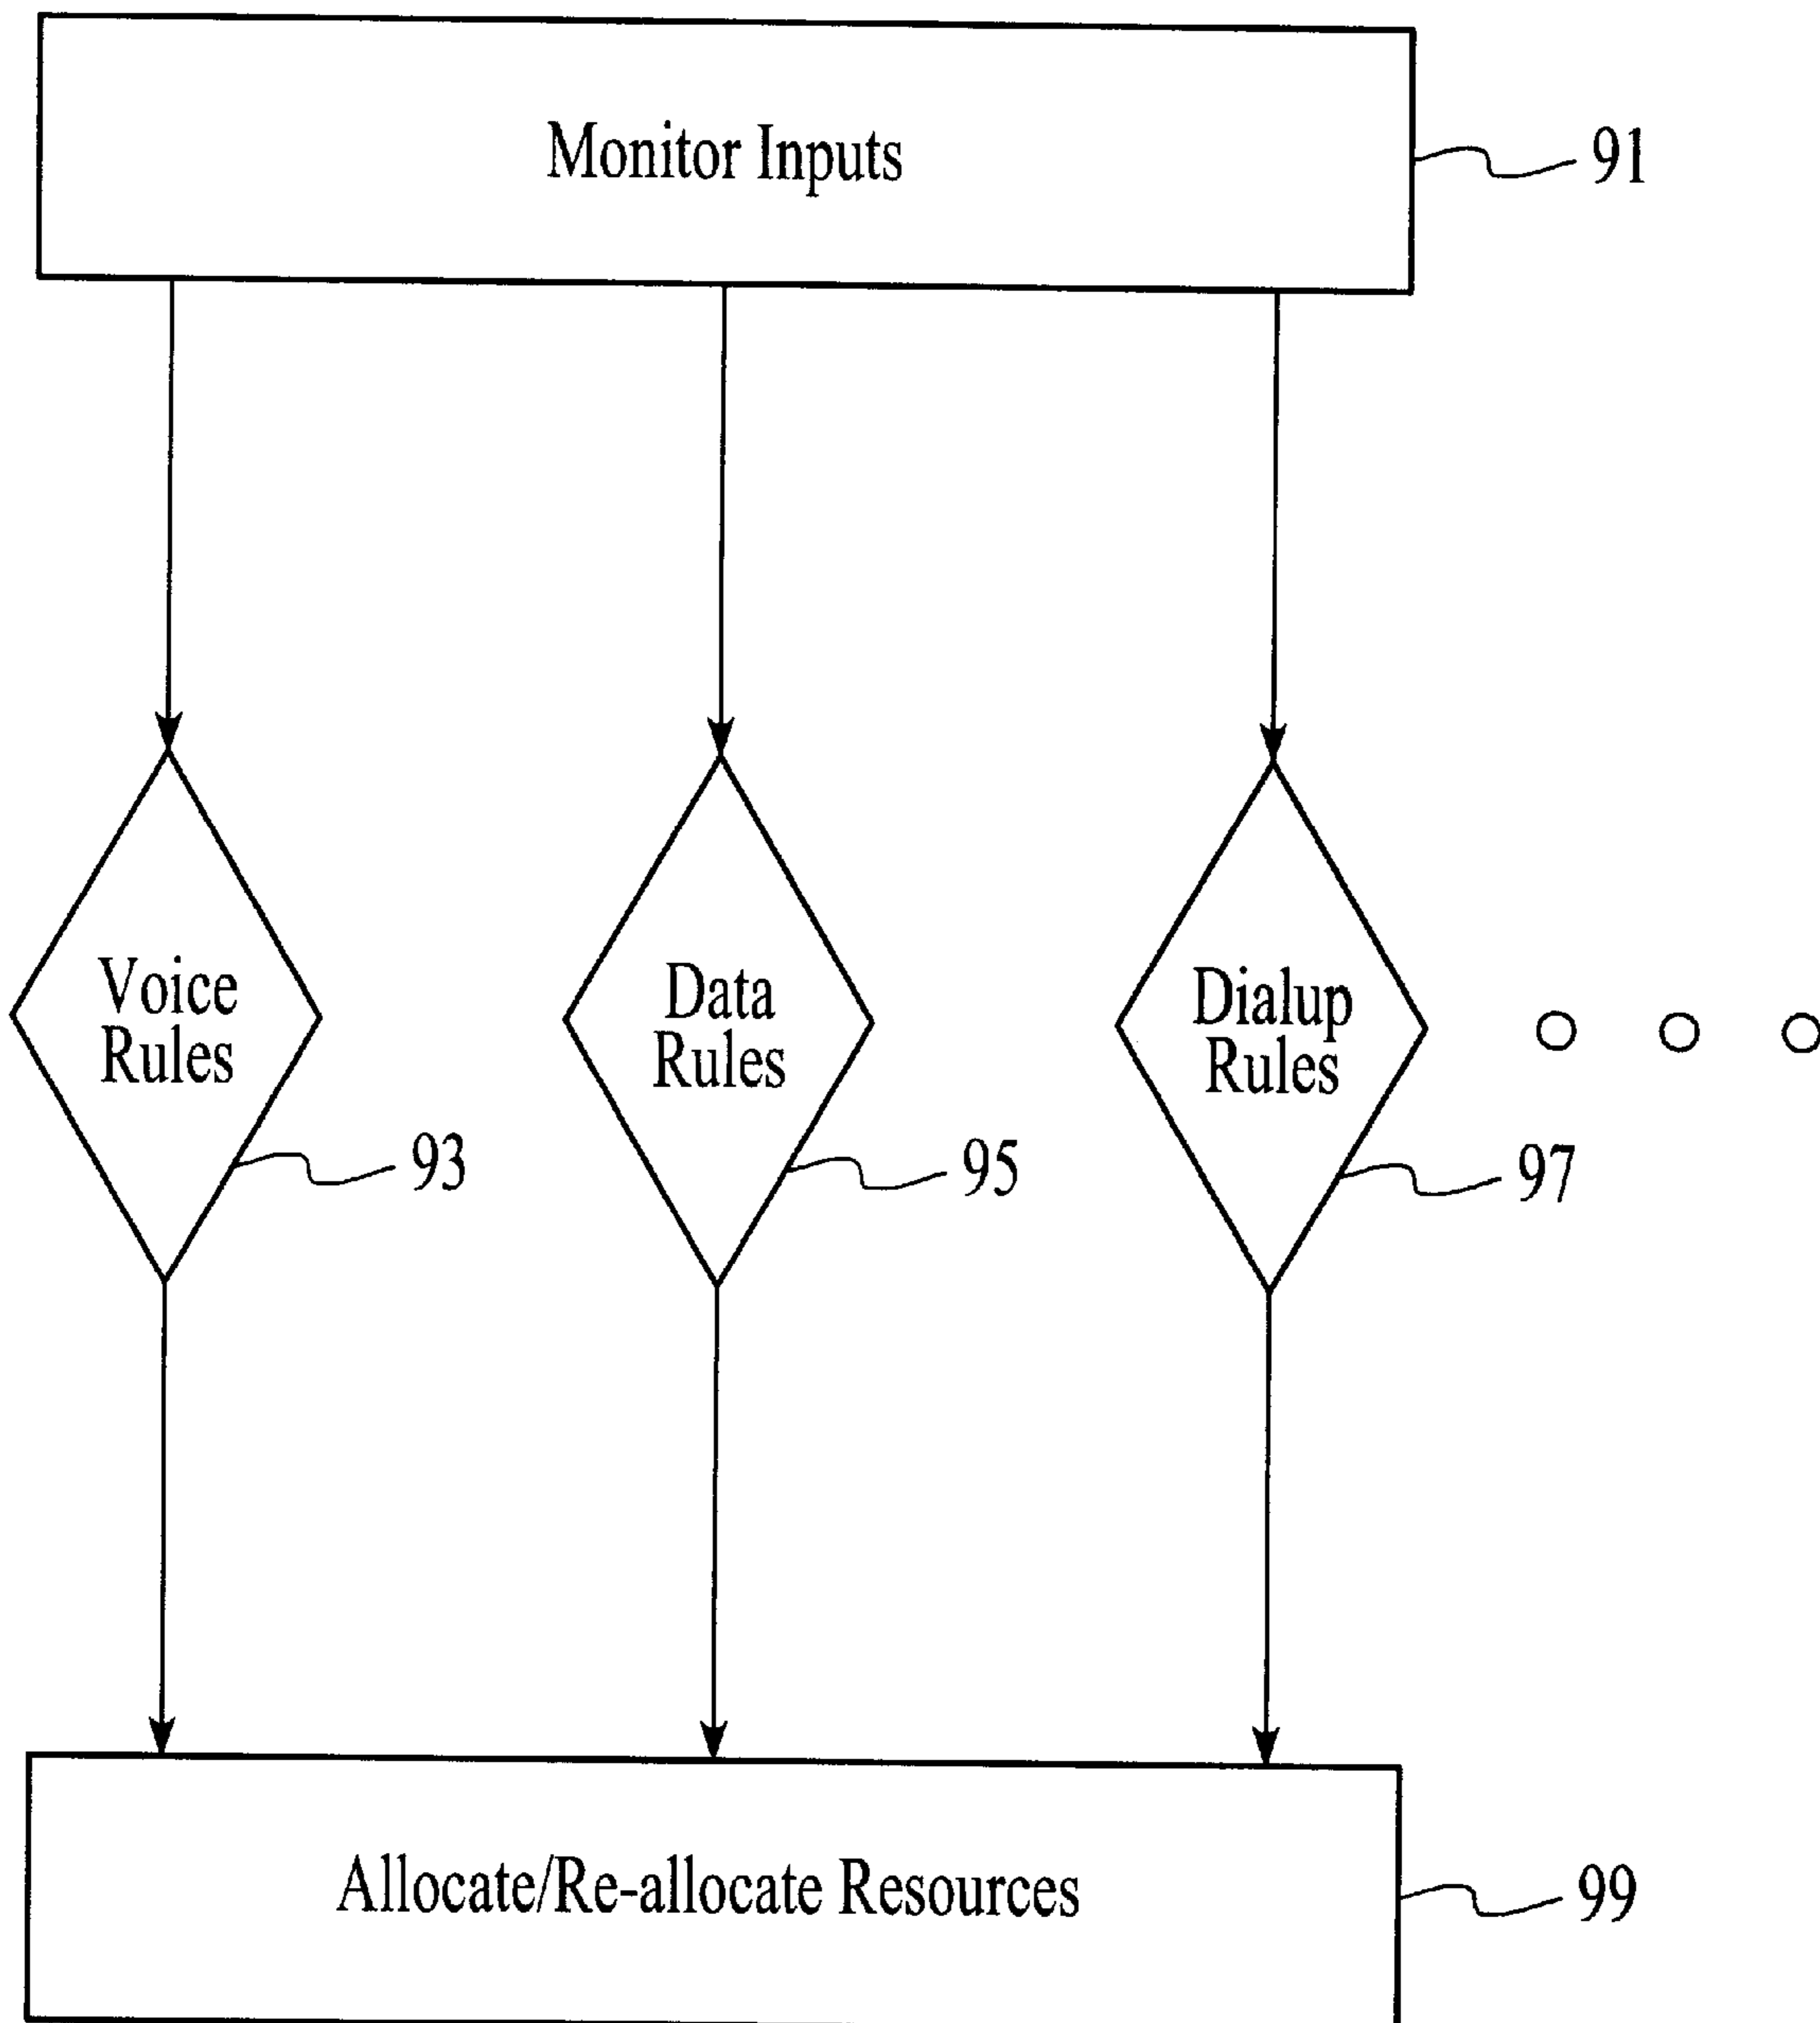 Monitor Inputs
91
Voice
Rules
Data
Rules
Dialup
Rules
93
95
97
Allocate/Re-allocate Resources
99